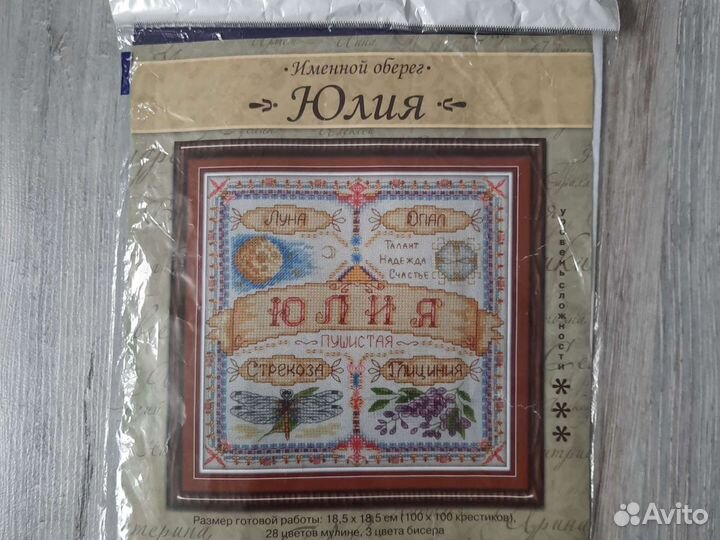 • Именной оберег •
Юлия
Луна
Опал
Талант
Надежда
Счастье
ЮЛИЯ
пушистая
Стрекоза
Глициния
уровень сложности
Размер готовой работы: 18,5 х 18,5 см (100 х 100 крестиков),
28 цветов мулине, 3 цвета бисера
Avito